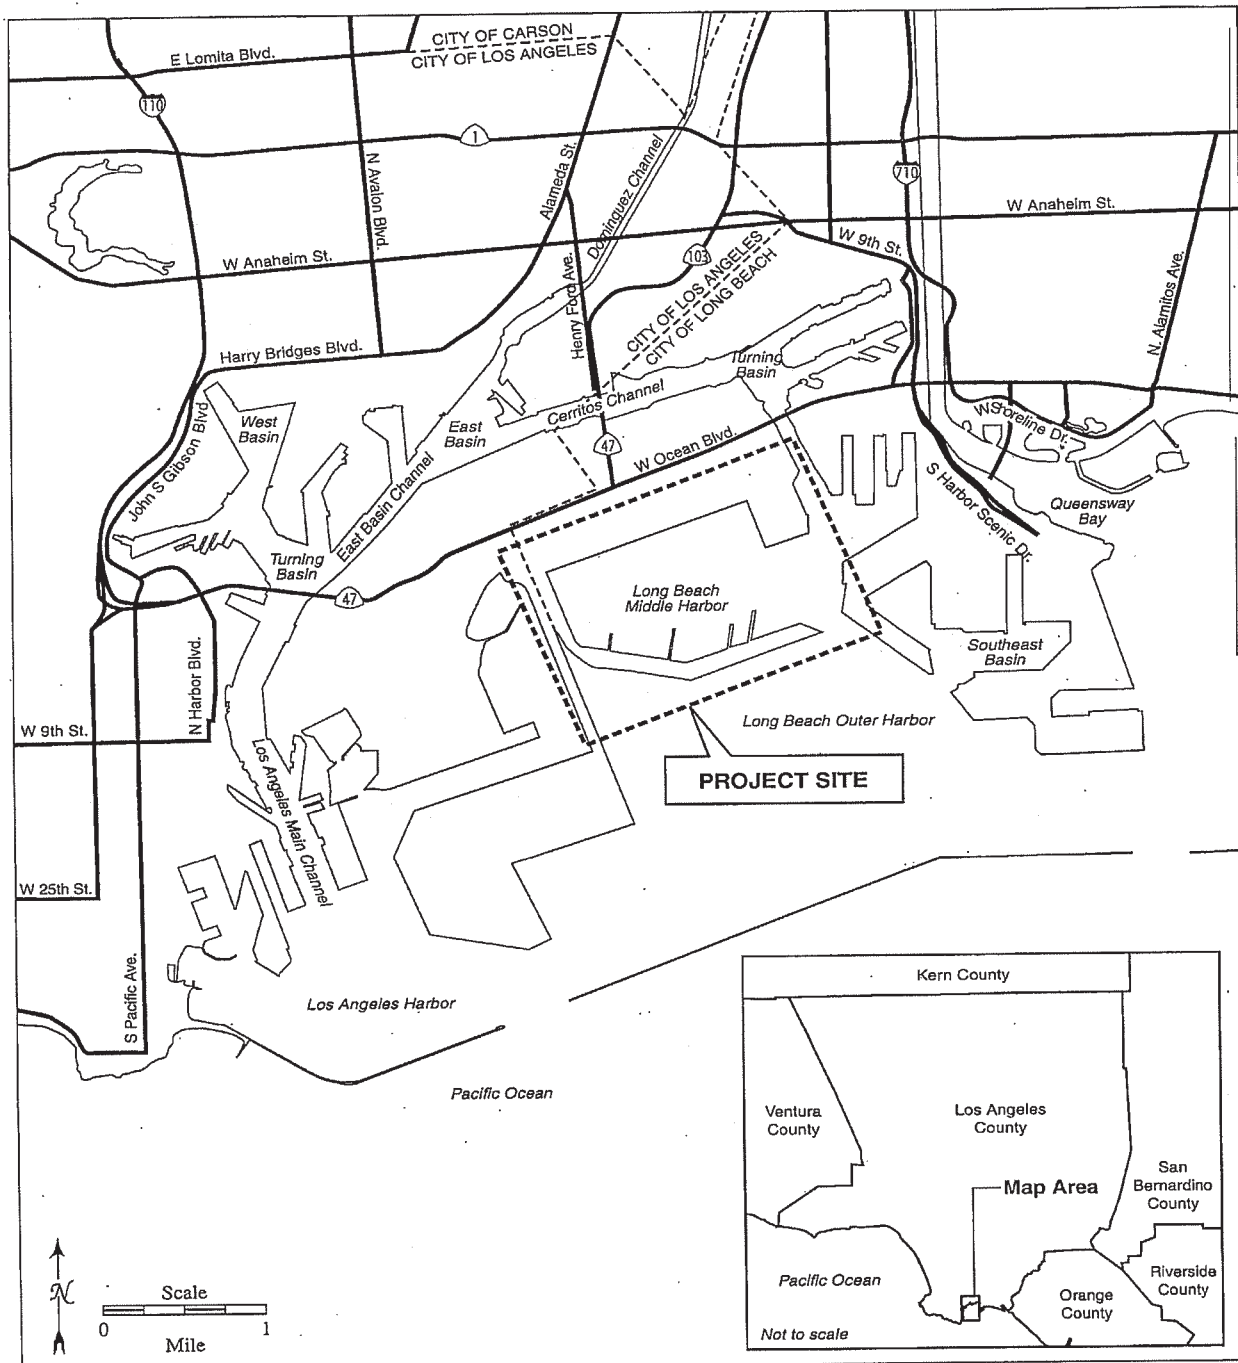 CITY OF CARSON
CITY OF LOS ANGELES
E Lomita Blvd.
110
1
N Avalon Blvd.
Alameda St.
Dominguez Channel
710
W Anaheim St.
W Anaheim St.
W 9th St.
103
N. Alamitos Ave.
Henry Ford Ave.
CITY OF LOS ANGELES
CITY OF LONG BEACH
Harry Bridges Blvd.
Turning
Basin
Cerritos Channel
John S Gibson Blvd.
West
Basin
East
Basin
47
W Ocean Blvd.
W Shoreline Dr.
S Harbor Scenic Dr.
Queensway
Bay
East Basin Channel
Turning
Basin
47
Long Beach
Middle Harbor
Southeast
Basin
N Harbor Blvd.
W 9th St.
Long Beach Outer Harbor
PROJECT SITE
Los Angeles Main Channel
W 25th St.
S Pacific Ave.
Los Angeles Harbor
Pacific Ocean
Kern County
Ventura
County
Los Angeles
County
San
Bernardino
County
Map Area
Pacific Ocean
Riverside
County
Orange
County
Not to scale
N
Scale
0 1
Mile